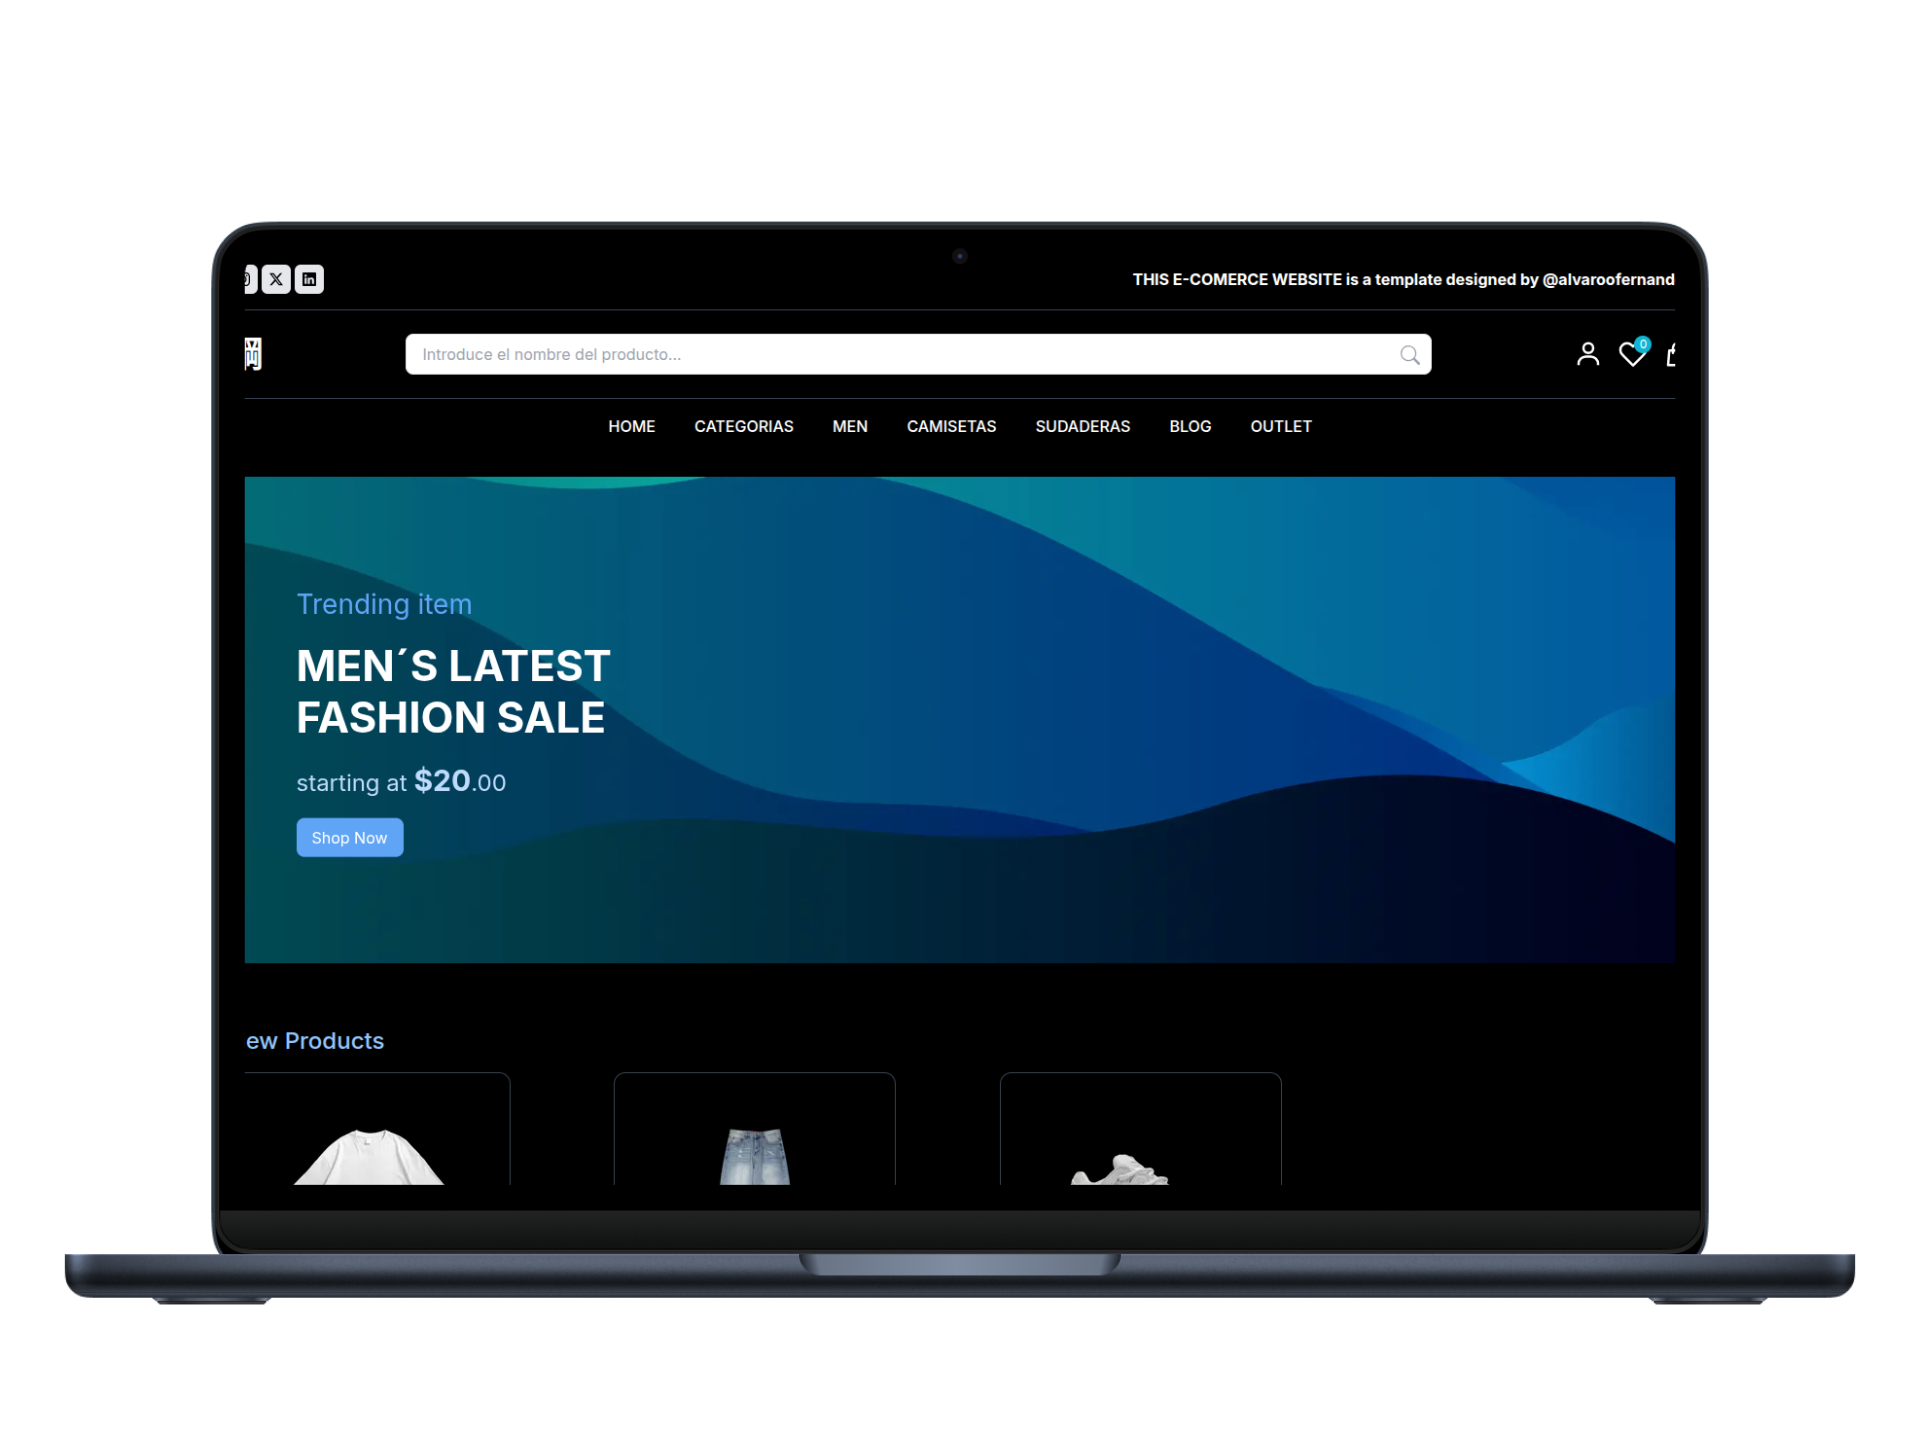 THIS E-COMERCE WEBSITE is a template designed by @alvaroofernand
Introduce el nombre del producto...
0
HOME CATEGORIAS MEN CAMISETAS SUDADERAS BLOG OUTLET
Trending item
MEN´S LATEST
FASHION SALE
starting at $20.00
Shop Now
ew Products